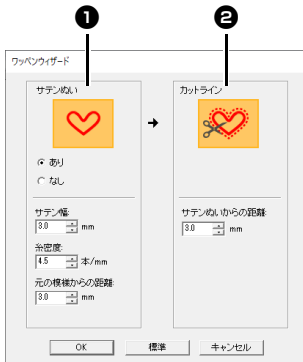 ❶ ❷
ワッペンウィザード
サテンぬい
カットライン
あり
なし
サテン幅:
3.0 mm
糸密度:
4.5 本/mm
元の模様からの距離:
3.0 mm
サテンぬいからの距離:
3.0 mm
OK 標準 キャンセル